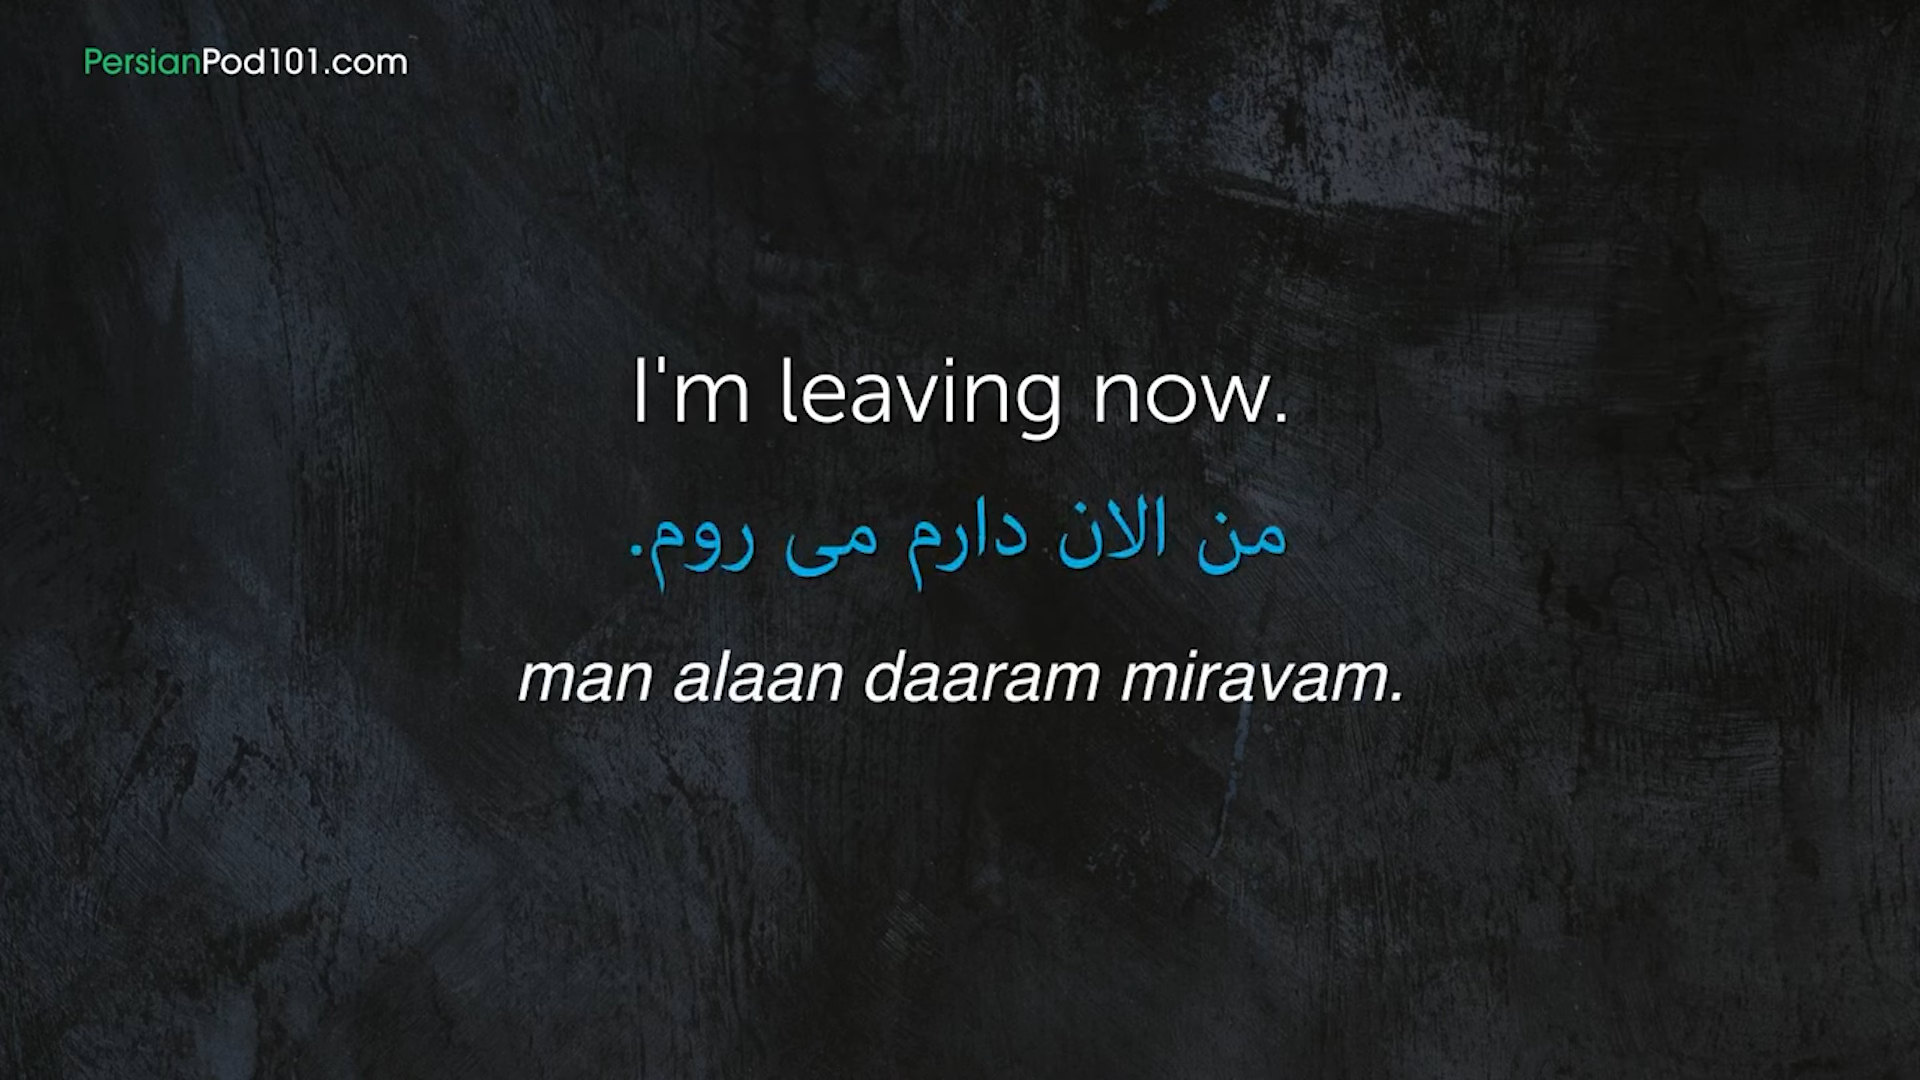 PersianPod101.com
I'm leaving now.
من الان دارم می روم.
man alaan daaram miravam.